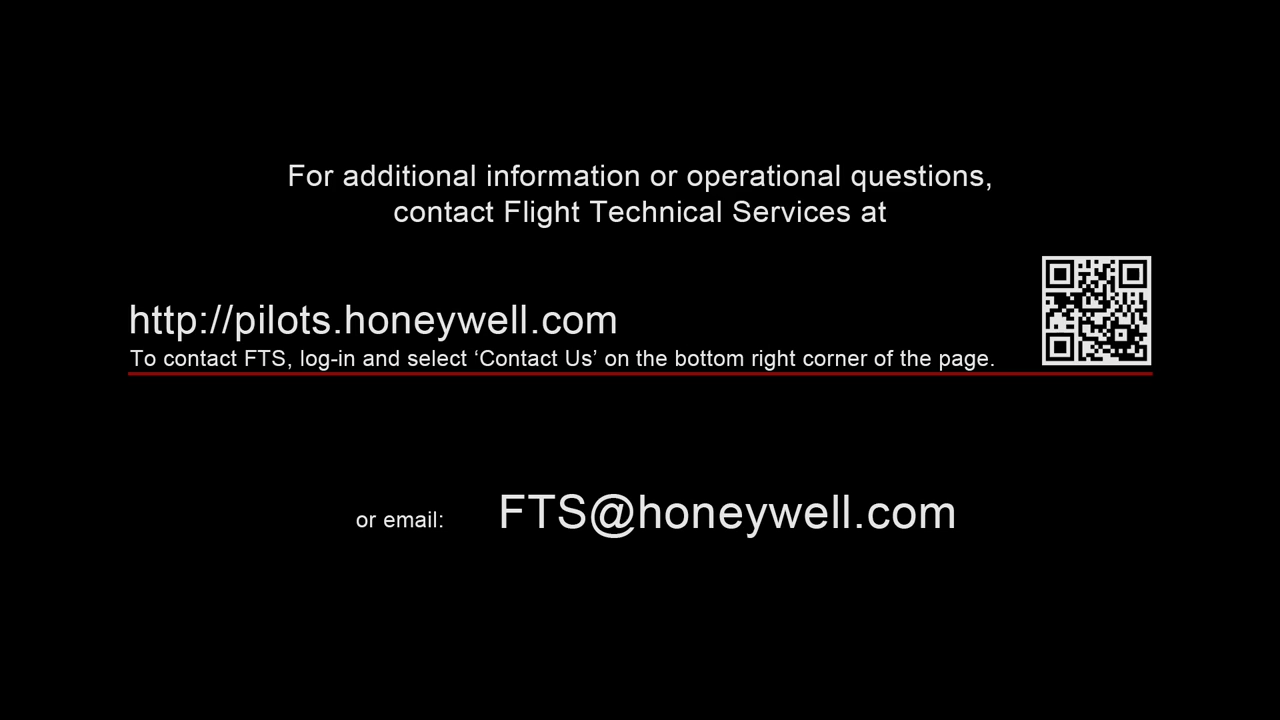 For additional information or operational questions,
contact Flight Technical Services at
http://pilots.honeywell.com
To contact FTS, log-in and select ‘Contact Us’ on the bottom right corner of the page.
or email: FTS@honeywell.com